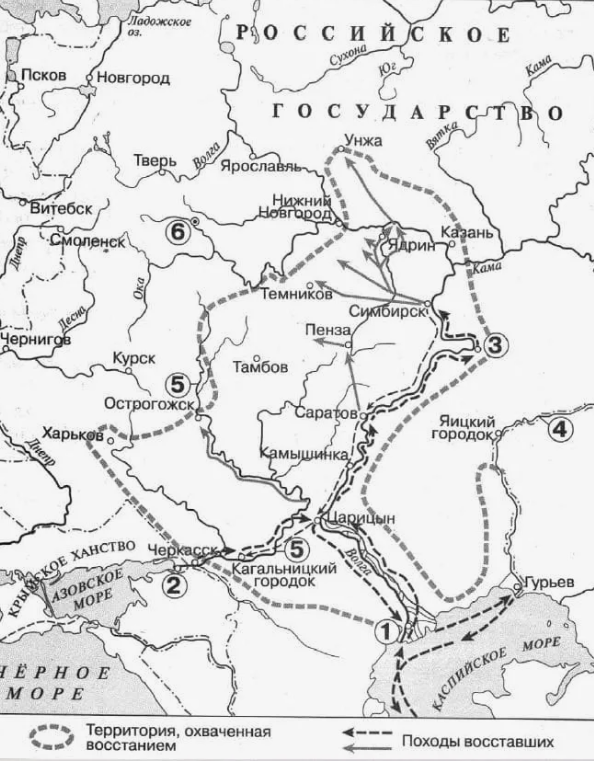 Ладожское
оз.
РОССИЙСКОЕ
Сухона
Юг
Кама
Псков
Новгород
ГОСУДАРСТВО
Вятка
Унжа
Тверь
Волга
Ярославль
Витебск
Нижний
Новгород
6
Смоленск
Ядрин
Казань
Днепр
Кама
Ока
Темников
Десна
Симбирск
Чернигов
Пенза
3
Курск
Тамбов
5
Острогожск
Саратов
Яицкий
городок
4
Харьков
Днепр
Камышинка
Царицын
КРЫМСКОЕ ХАНСТВО
Черкасск
5
Волга
Кагальницкий
городок
АЗОВСКОЕ
МОРЕ
2
Гурьев
1
КАСПИЙСКОЕ МОРЕ
ЧЁРНОЕ
МОРЕ
Территория, охваченная
восстанием
Походы восставших